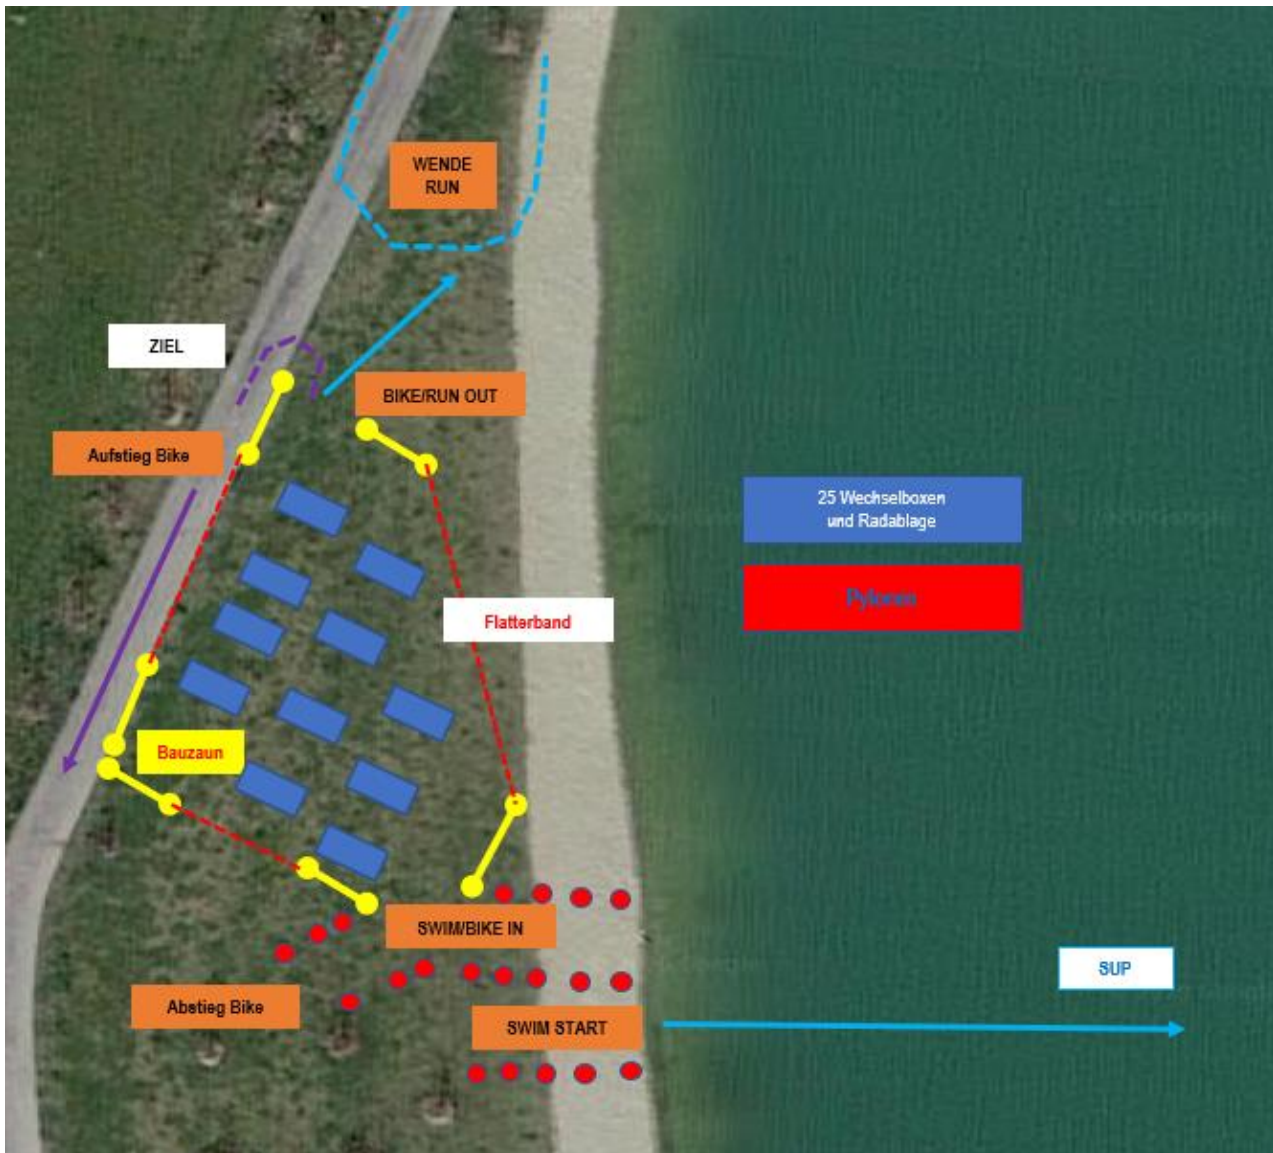 WENDE
RUN
ZIEL
BIKE/RUN OUT
Aufstieg Bike
25 Wechselboxen
und Radablage
Pylonen
Flatterband
Bauzaun
SWIM/BIKE IN
SUP
Abstieg Bike
SWIM START